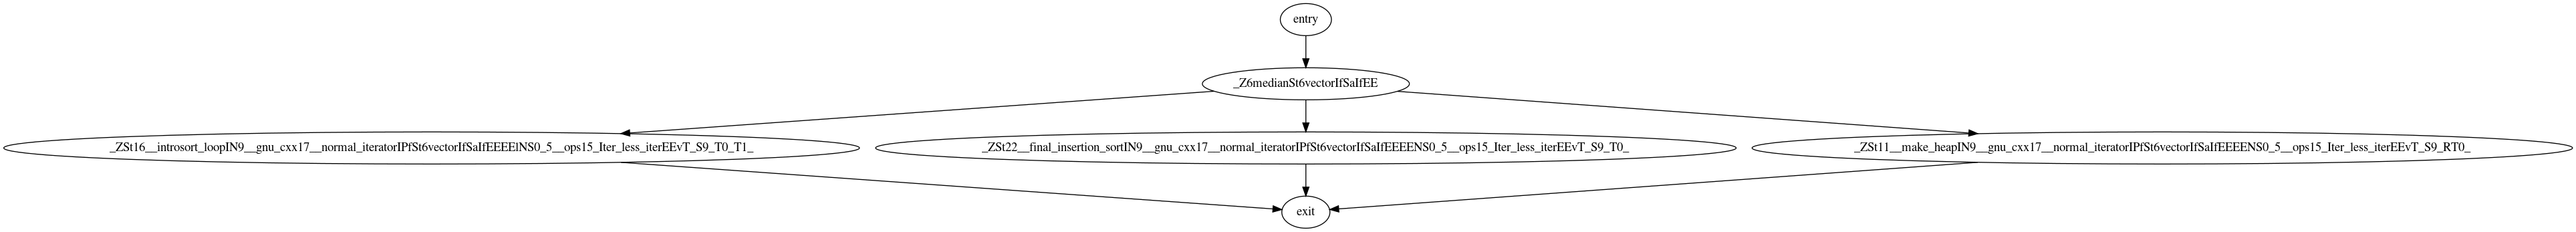 entry
_Z6medianSt6vectorIfSaIfEE
_ZSt16__introsort_loopIN9__gnu_cxx17__normal_iteratorIPfSt6vectorIfSaIfEEEElNS0_5__ops15_Iter_less_iterEEvT_S9_T0_T1_
_ZSt22__final_insertion_sortIN9__gnu_cxx17__normal_iteratorIPfSt6vectorIfSaIfEEEENS0_5__ops15_Iter_less_iterEEvT_S9_T0_
_ZSt11__make_heapIN9__gnu_cxx17__normal_iteratorIPfSt6vectorIfSaIfEEEENS0_5__ops15_Iter_less_iterEEvT_S9_RT0_
exit